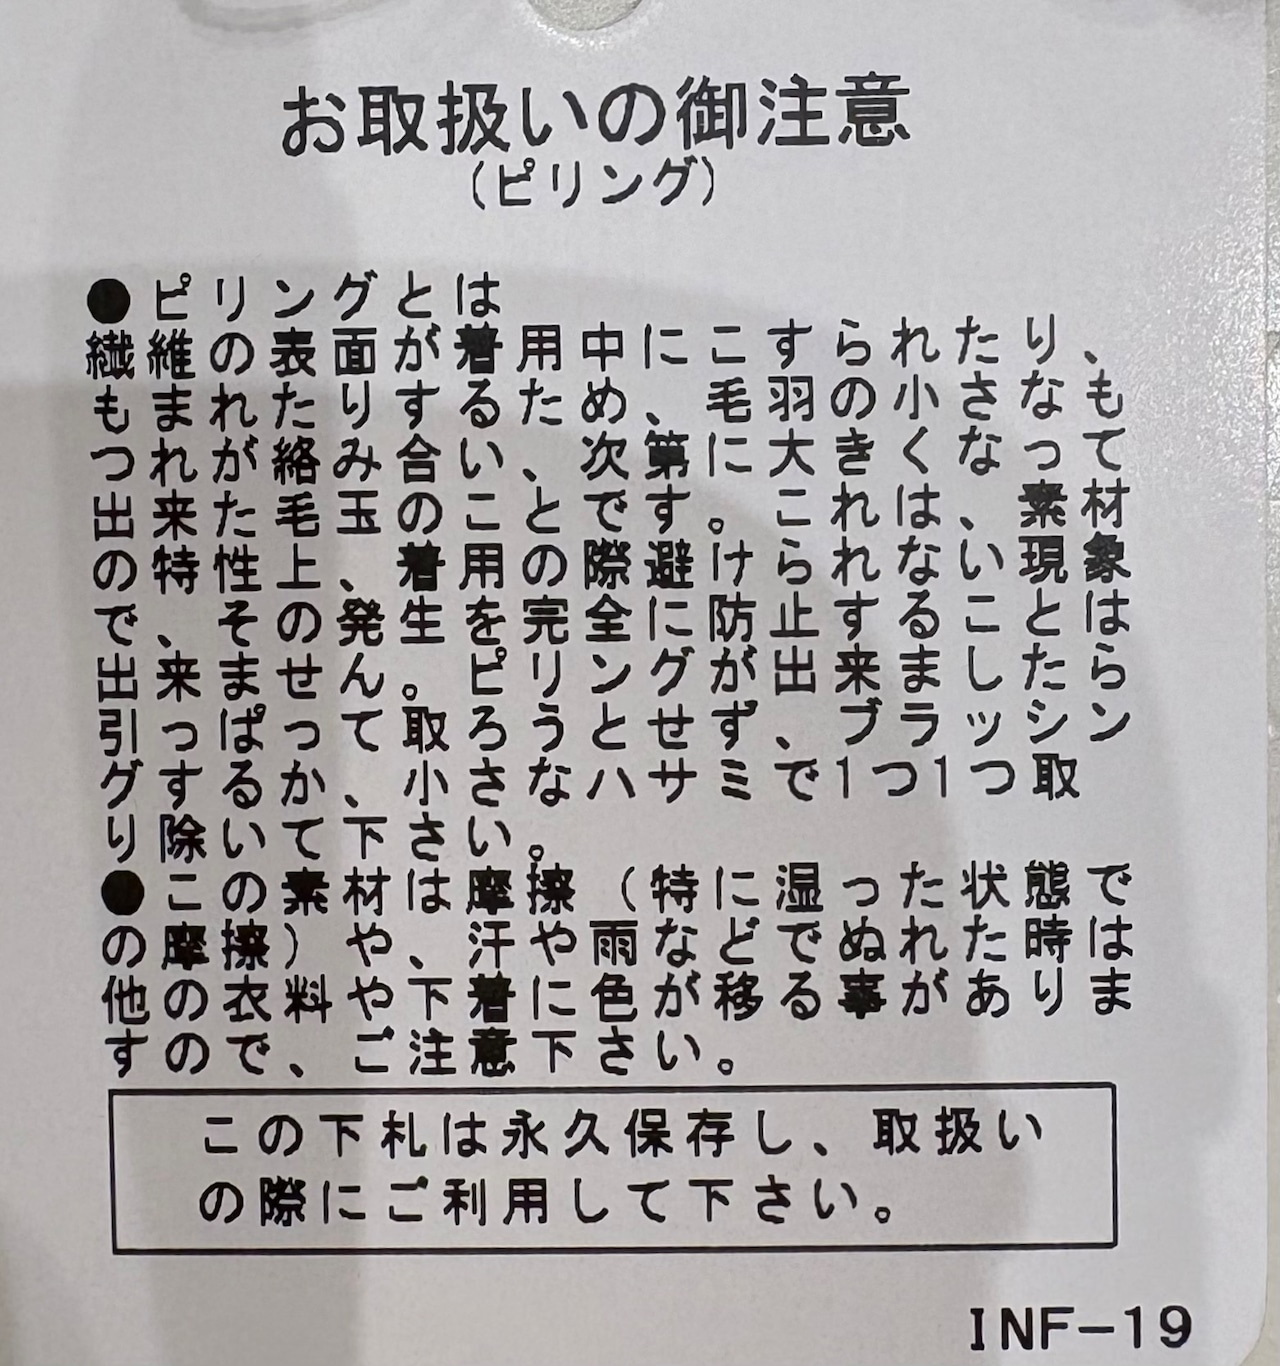 お取扱いの御注意
(ピリング)
●ピリングとは
繊維の表面が着用中にこすられたり、
もまれたりするため、毛羽の小さなも
つれが絡み合い、次第に大きくなって
出来た毛玉のことです。これは、素材
の特性上、着用の際避けられない現象
で、その発生を完全に防止することは
出来ません。ピリングが出来ましたら
引っぱって取ろうとせず、ブラッシン
グするか、小さなハサミで1つ1つ取
り除いて下さい。
●この素材は摩擦(特に湿った状態で
の摩擦)や、汗や雨などでぬれた時は
他の衣料や下着に色が移る事がありま
すので、ご注意下さい。
この下札は永久保存し、取扱い
の際にご利用して下さい。
INF-19